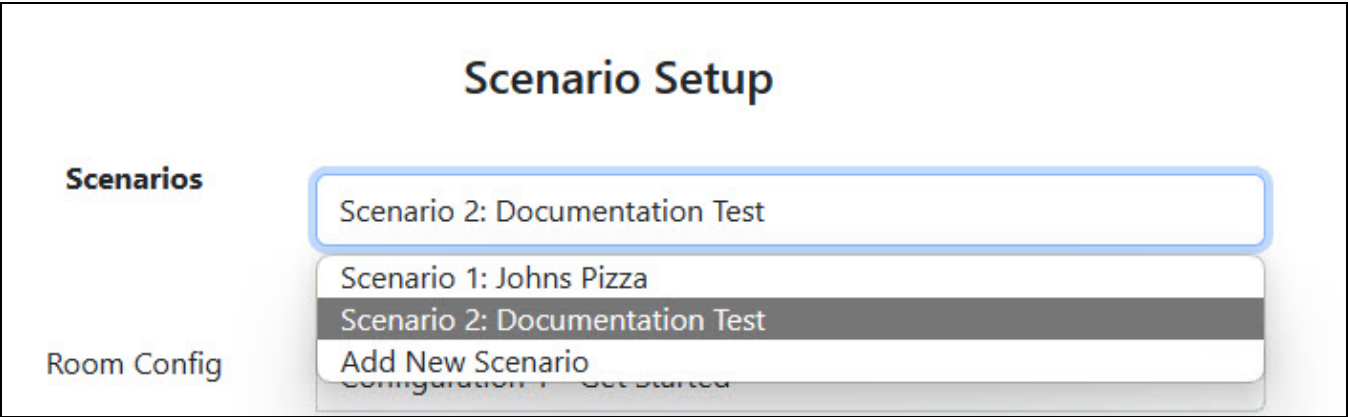 Scenario Setup
Scenarios
Scenario 2: Documentation Test
Scenario 1: Johns Pizza
Scenario 2: Documentation Test
Add New Scenario
Room Config